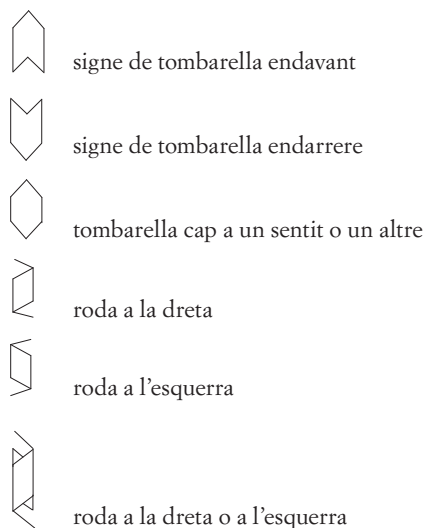 signe de tombarella endavant
signe de tombarella endarrere
tombarella cap a un sentit o un altre
roda a la dreta
roda a l’esquerra
roda a la dreta o a l’esquerra